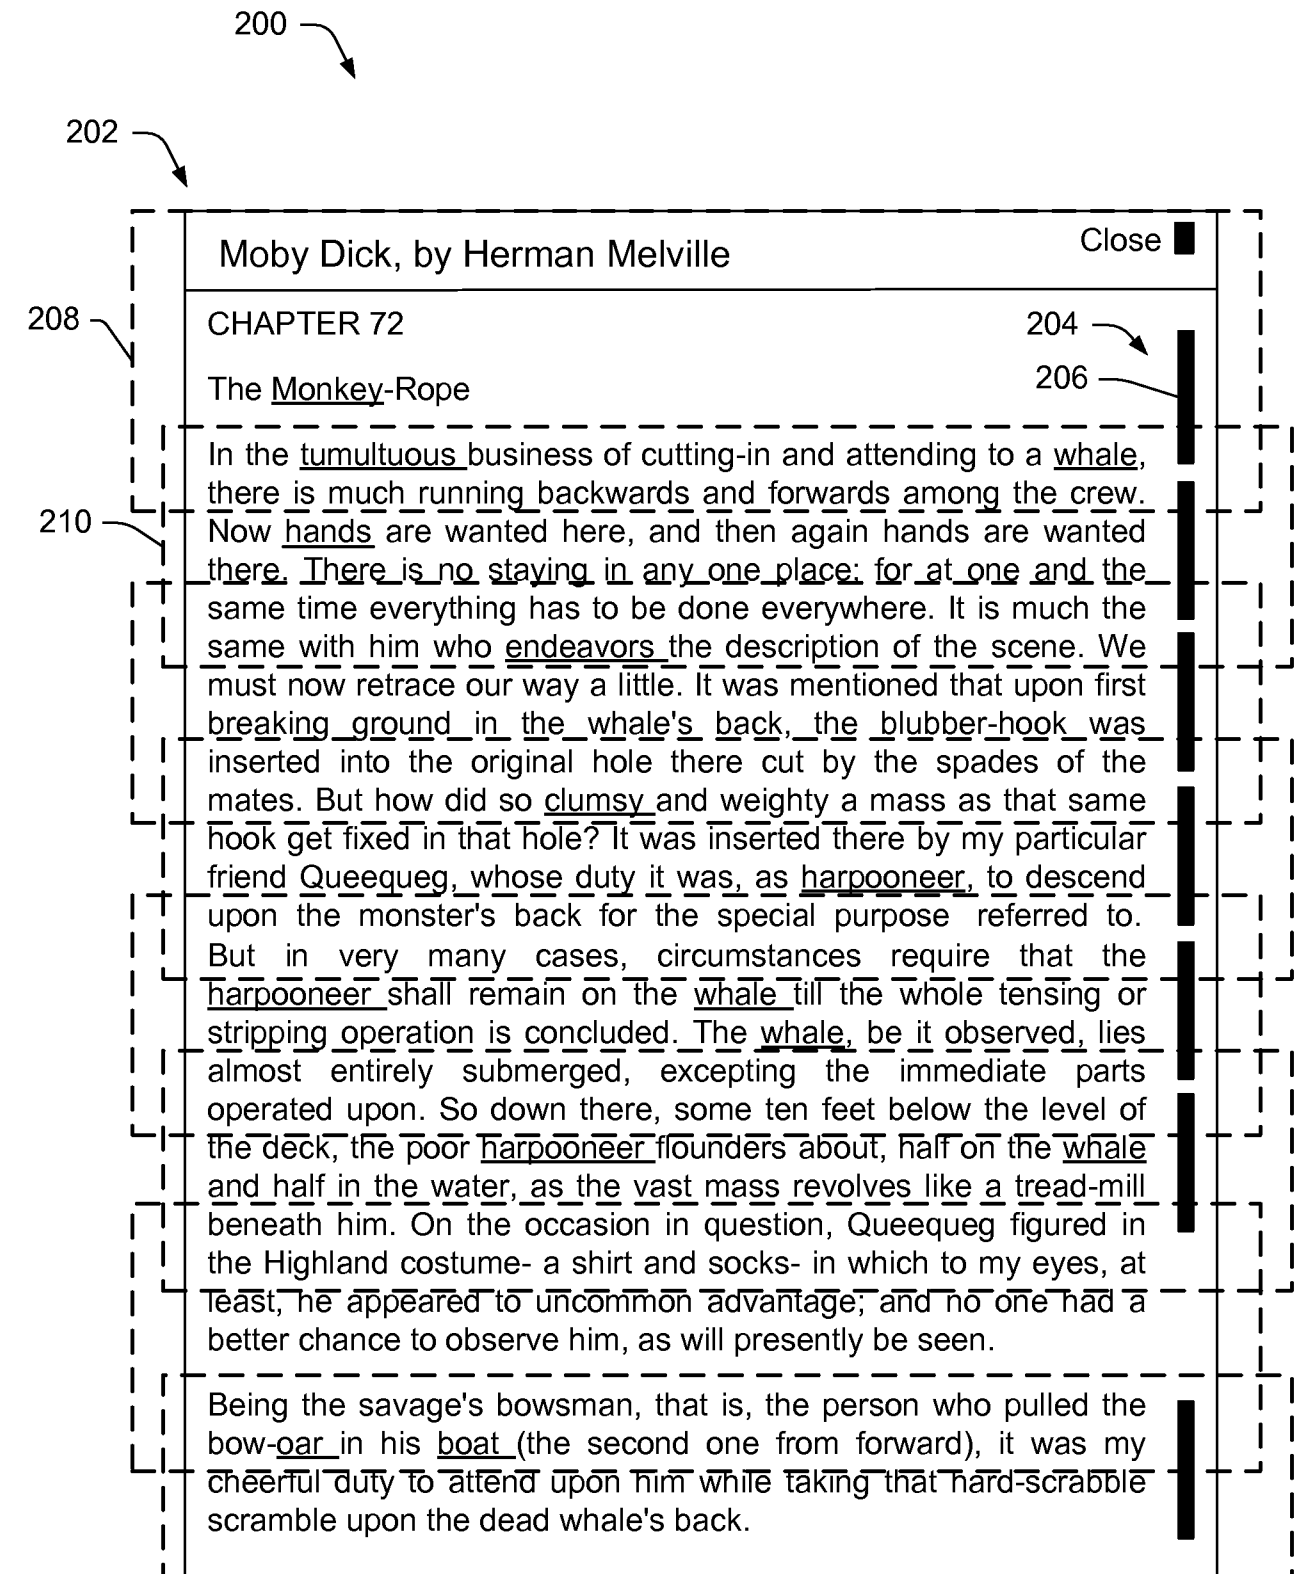 200
202
Moby Dick, by Herman Melville
Close
208
CHAPTER 72
204
The Monkey-Rope
206
In the tumultuous business of cutting-in and attending to a whale,
there is much running backwards and forwards among the crew.
210
Now hands are wanted here, and then again hands are wanted
there. There is no staying in any one place; for at one and the
same time everything has to be done everywhere. It is much the
same with him who endeavors the description of the scene. We
must now retrace our way a little. It was mentioned that upon first
breaking ground in the whale's back, the blubber-hook was
inserted into the original hole there cut by the spades of the
mates. But how did so clumsy and weighty a mass as that same
hook get fixed in that hole? It was inserted there by my particular
friend Queequeg, whose duty it was, as harpooneer, to descend
upon the monster's back for the special purpose referred to.
But in very many cases, circumstances require that the
harpooneer shall remain on the whale till the whole tensing or
stripping operation is concluded. The whale, be it observed, lies
almost entirely submerged, excepting the immediate parts
operated upon. So down there, some ten feet below the level of
the deck, the poor harpooneer flounders about, half on the whale
and half in the water, as the vast mass revolves like a tread-mill
beneath him. On the occasion in question, Queequeg figured in
the Highland costume- a shirt and socks- in which to my eyes, at
least, he appeared to uncommon advantage; and no one had a
better chance to observe him, as will presently be seen.
Being the savage's bowsman, that is, the person who pulled the
bow-oar in his boat (the second one from forward), it was my
cheerful duty to attend upon him while taking that hard-scrabble
scramble upon the dead whale's back.